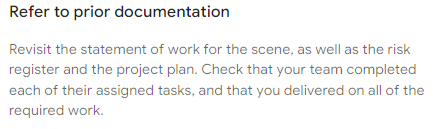 Refer to prior documentation
Revisit the statement of work for the scene, as well as the risk
register and the project plan. Check that your team completed
each of their assigned tasks, and that you delivered on all of the
required work.